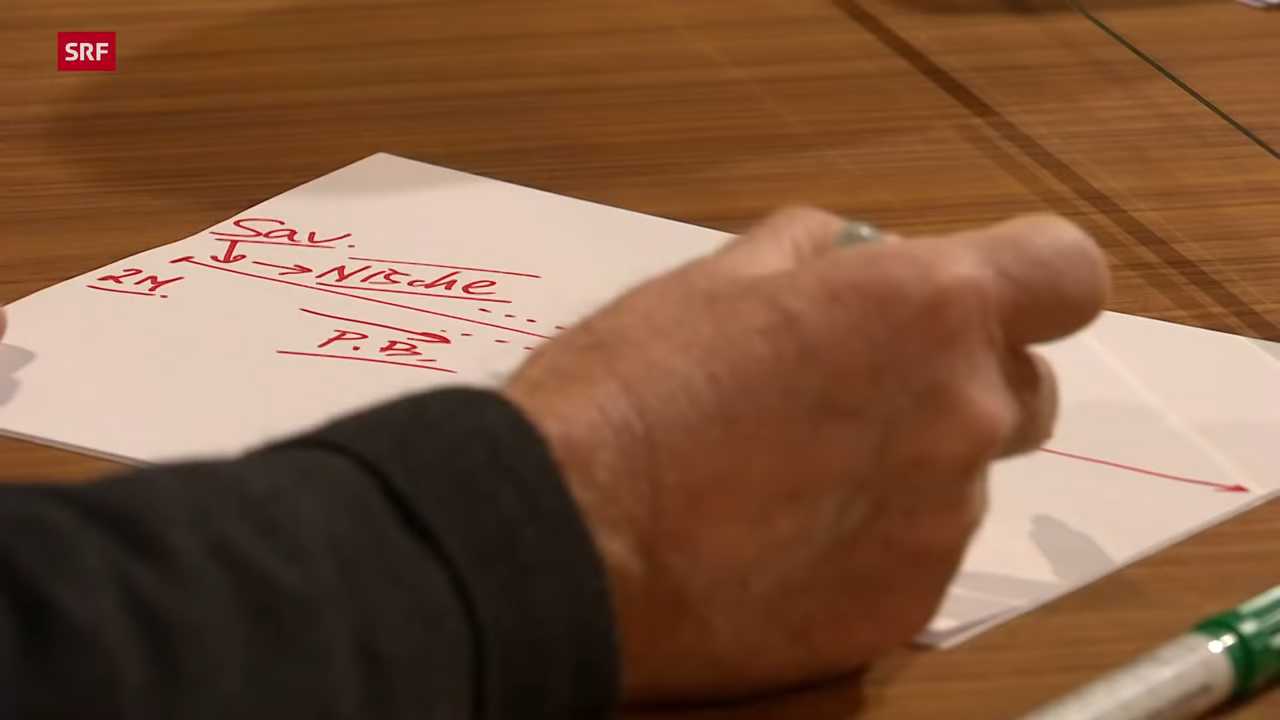 SRF
Sav.
→ Nische
2M.
P.B.